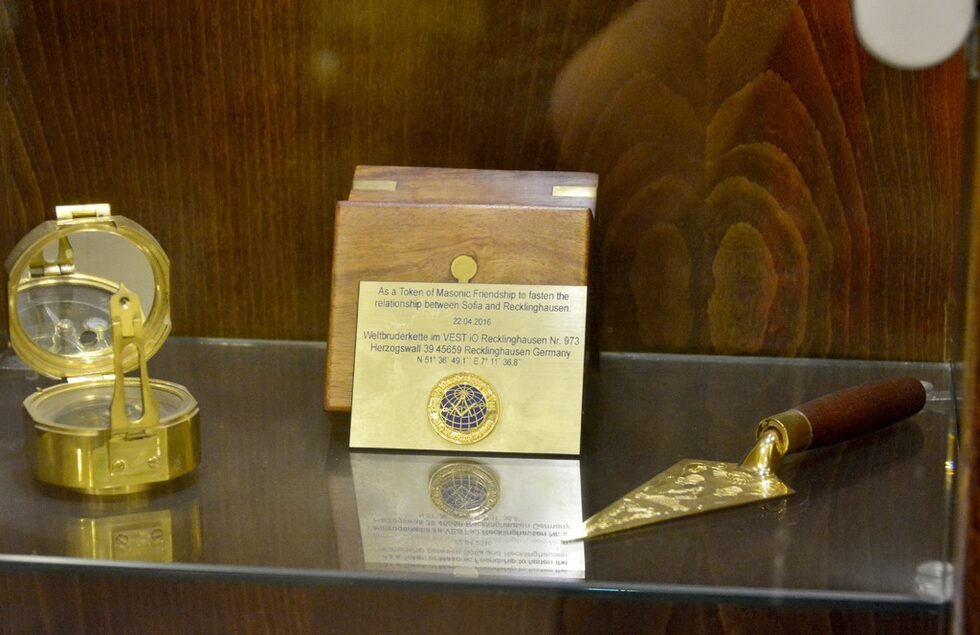 As a Token of Masonic Friendship to fasten the
relationship between Sofia and Recklinghausen.
22.04.2016
Weltbruderkette im VEST iO Recklinghausen Nr. 973
Herzogswall 39 45659 Recklinghausen Germany
N 51° 36´ 49,1´´ E 7° 11´ 36,8´´